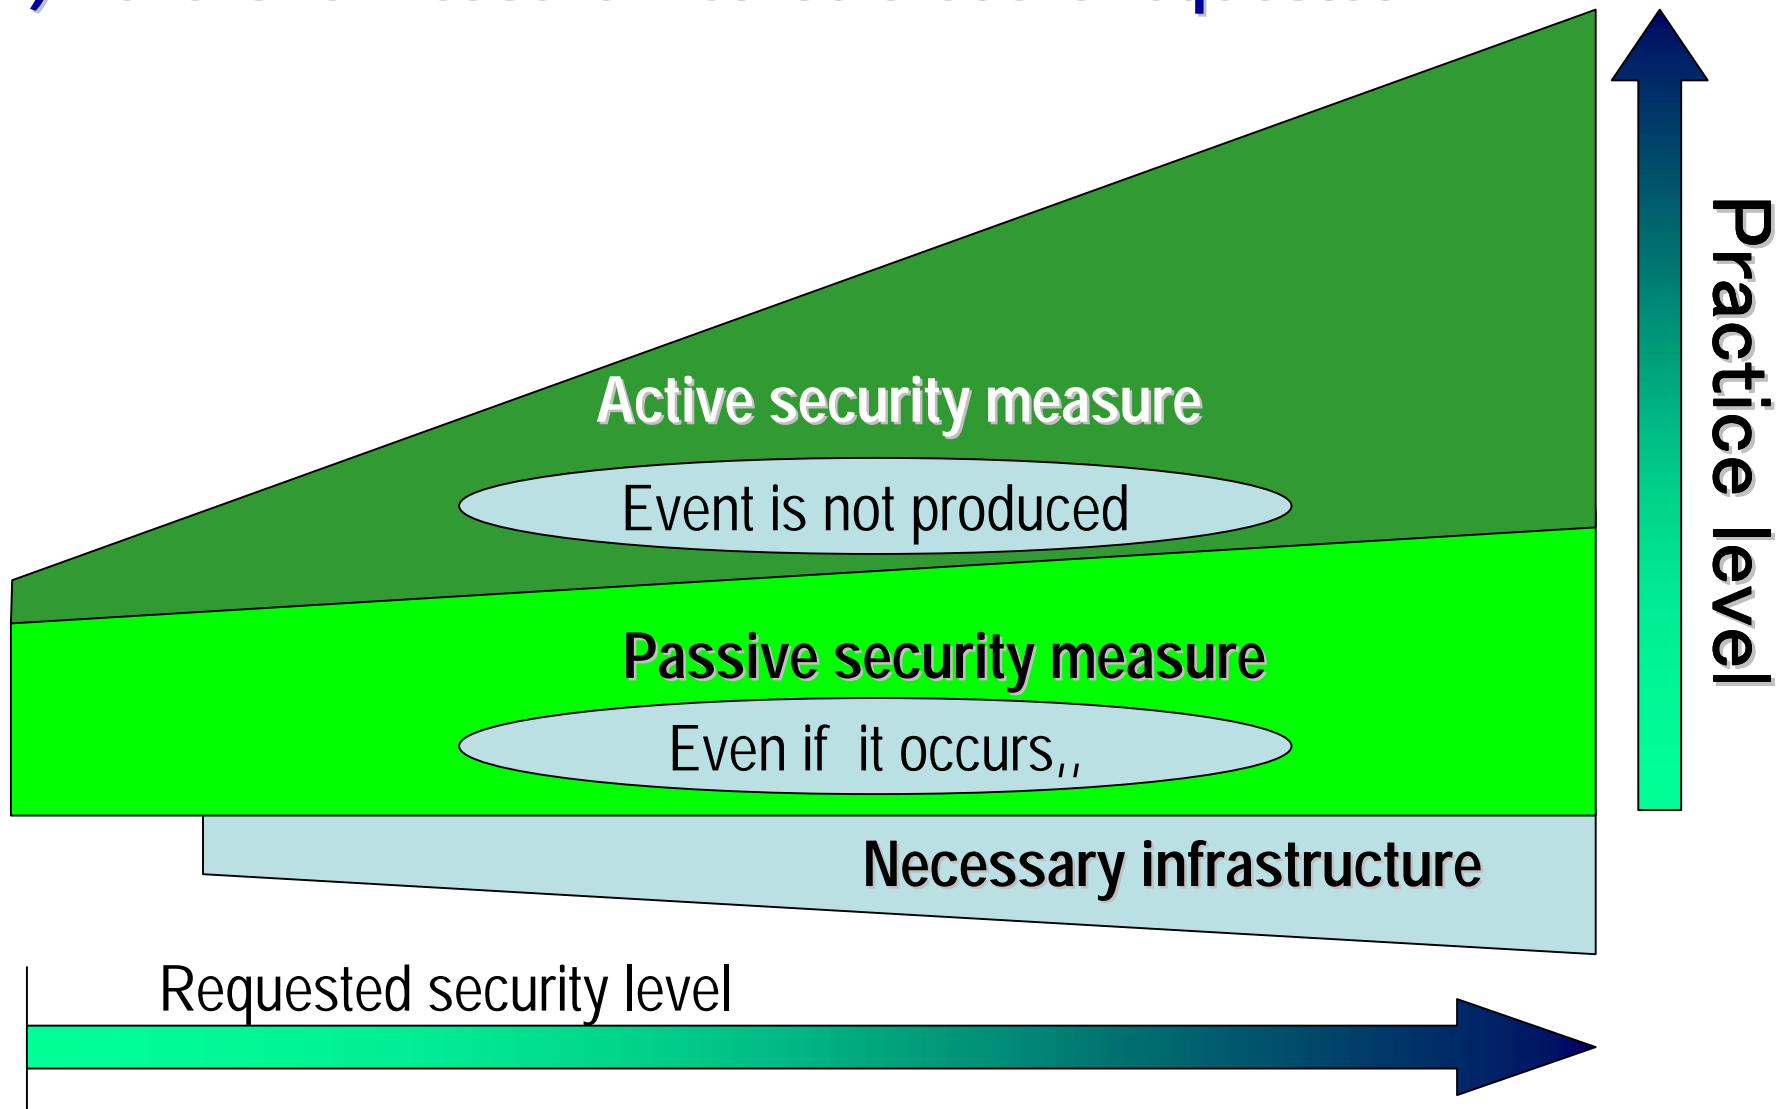 Active security measure
Event is not produced
Passive security measure
Even if it occurs,,
Necessary infrastructure
Requested security level
Practice level